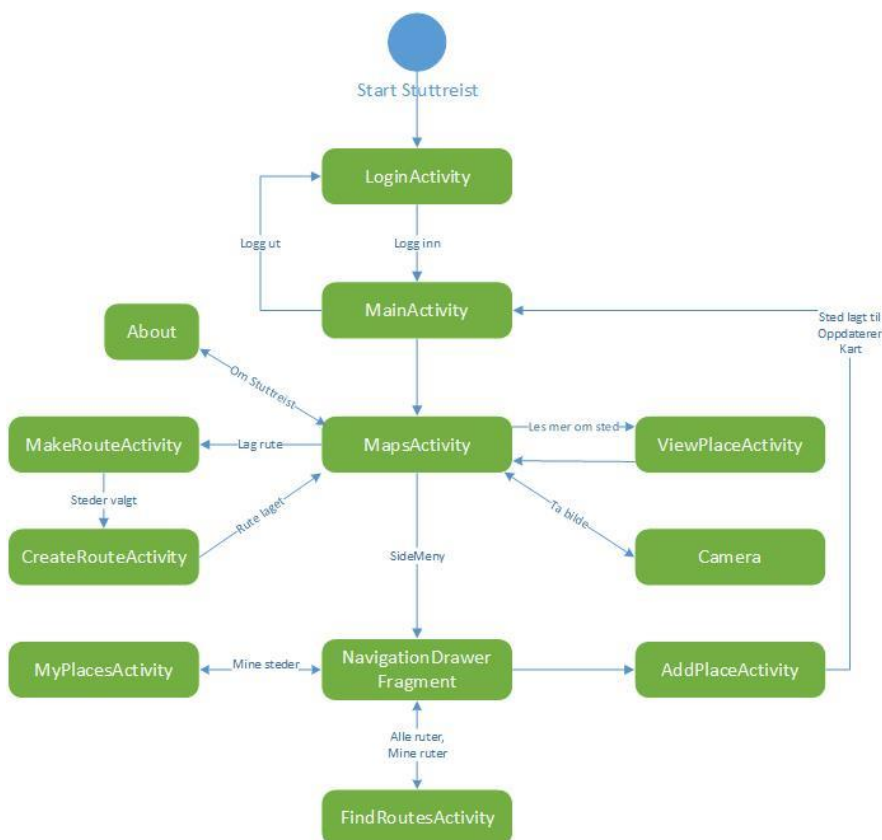 Start Stuttreist
LoginActivity
Logg ut
Logg inn
MainActivity
Sted lagt til
Oppdaterer
Kart
About
Om Stuttreist
MakeRouteActivity
Lag rute
MapsActivity
Les mer om sted
ViewPlaceActivity
Steder valgt
Rute laget
Ta bilde
CreateRouteActivity
SideMeny
Camera
MyPlacesActivity
Mine steder
NavigationDrawer
Fragment
AddPlaceActivity
Alle ruter,
Mine ruter
FindRoutesActivity